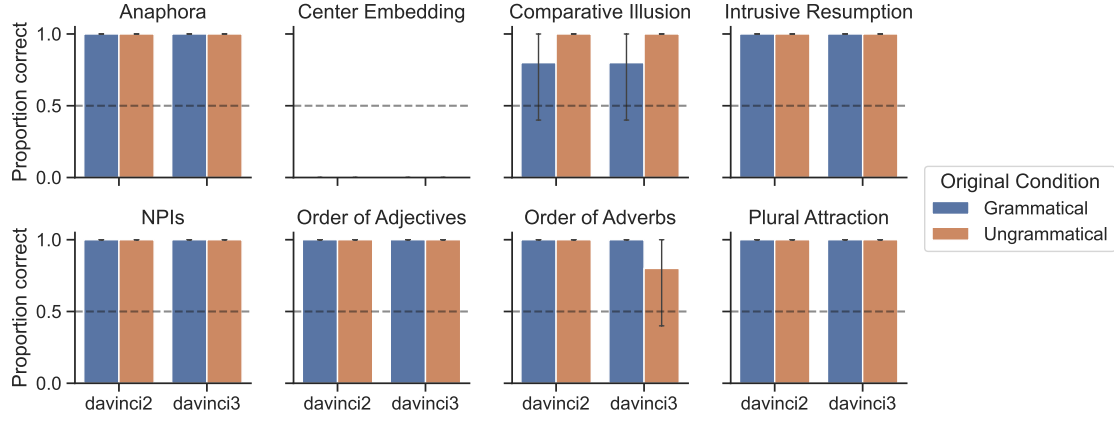 Anaphora
Center Embedding
Comparative Illusion
Intrusive Resumption
Proportion correct
1.0
0.5
0.0
Original Condition
Grammatical
Ungrammatical
NPIs
Order of Adjectives
Order of Adverbs
Plural Attraction
Proportion correct
1.0
0.5
0.0
davinci2 davinci3
davinci2 davinci3
davinci2 davinci3
davinci2 davinci3